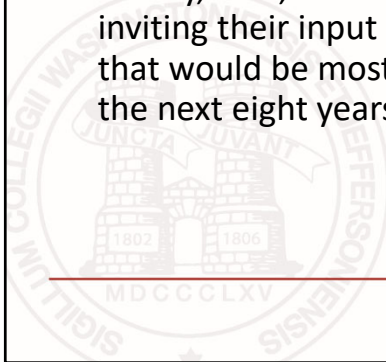 inviting their input
that would be most
the next eight years
JUNCTA JUVANT
1802 1806
MDCCCLXV